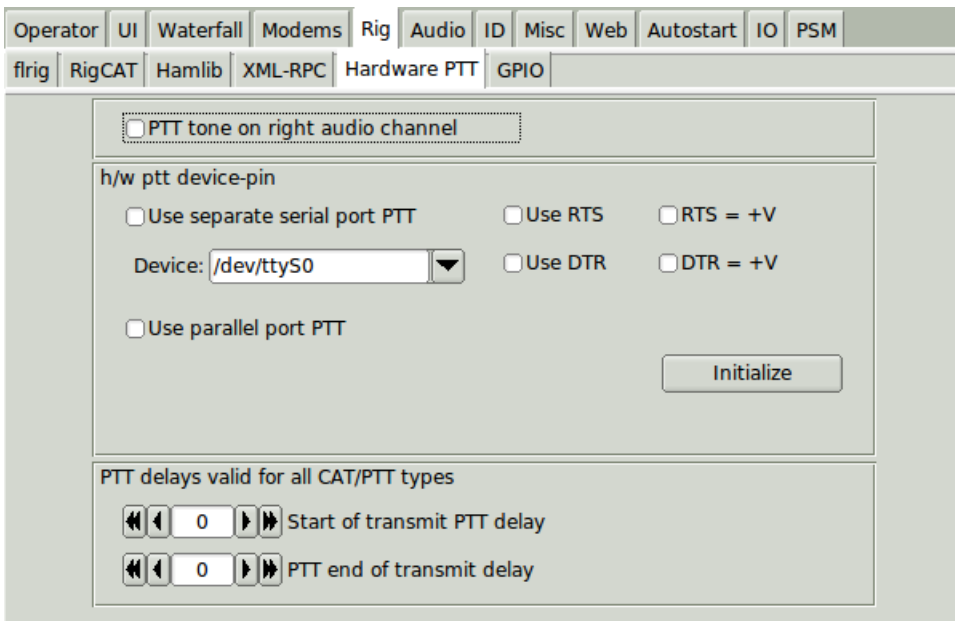 Operator UI Waterfall Modems Rig Audio ID Misc Web Autostart IO PSM
flrig RigCAT Hamlib XML-RPC Hardware PTT GPIO
PTT tone on right audio channel
h/w ptt device-pin
Use separate serial port PTT Use RTS RTS = +V
Device: /dev/ttyS0 Use DTR DTR = +V
Use parallel port PTT
Initialize
PTT delays valid for all CAT/PTT types
0 Start of transmit PTT delay
0 PTT end of transmit delay